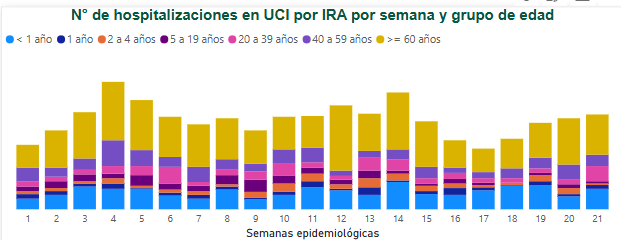 N° de hospitalizaciones en UCI por IRA por semana y grupo de edad
< 1 año 1 año 2 a 4 años 5 a 19 años 20 a 39 años 40 a 59 años >= 60 años
1 2 3 4 5 6 7 8 9 10 11 12 13 14 15 16 17 18 19 20 21
Semanas epidemiológicas